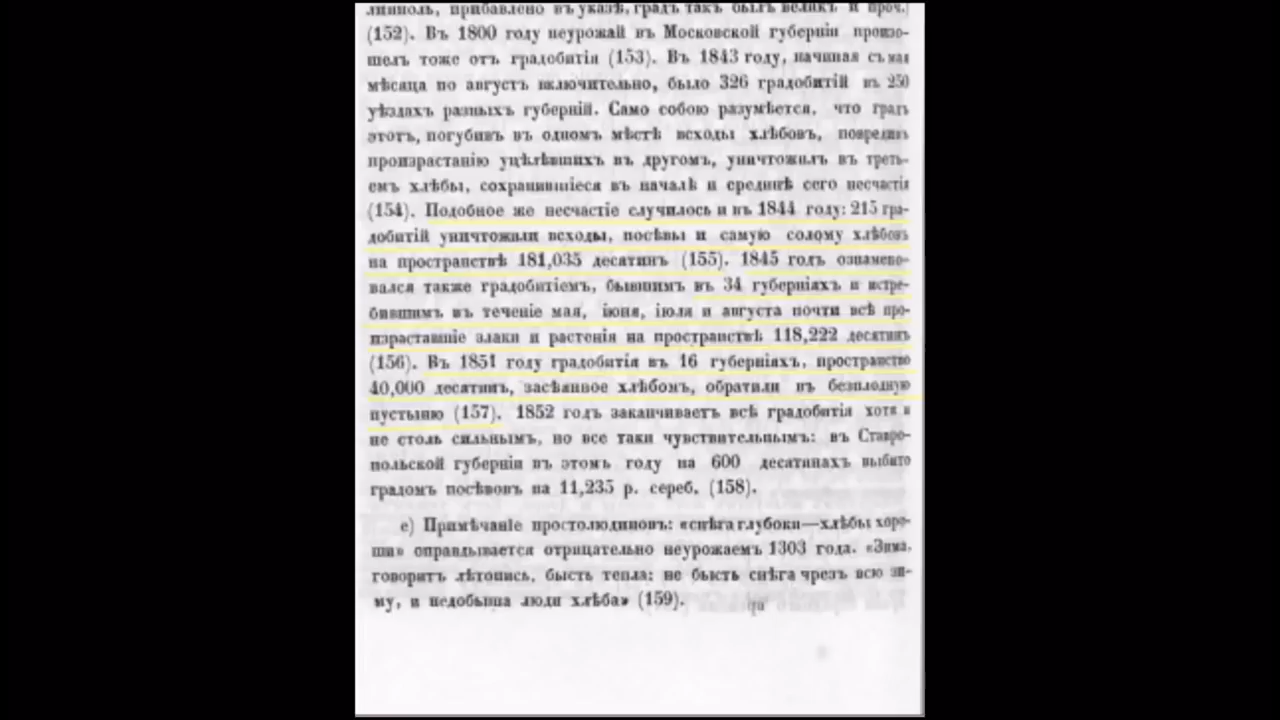 прибавлено въ указѣ, градъ такъ былъ великъ и проч.
(152). Въ 1800 году неурожай въ Московской губерніи произо-
шелъ тоже отъ градобитія (153). Въ 1843 году, начиная съ мая
мѣсяца по августъ включительно, было 326 градобитій въ 250
уѣздахъ разныхъ губерній. Само собою разумѣется, что градъ
этотъ, погубивъ въ одномъ мѣстѣ всходы хлѣбовъ, повредивъ
произрастанію уцѣлѣвшихъ въ другомъ, уничтожилъ въ треть-
емъ хлѣбы, сохранившіеся въ началѣ и срединѣ сего несчастія
(154). Подобное же несчастіе случилось и въ 1844 году: 215 гра-
добитій уничтожили всходы, посѣвы и самую солому хлѣбовъ
на пространствѣ 181,035 десятинъ (155). 1845 годъ ознамено-
вался также градобитіемъ, бывшимъ въ 34 губерніяхъ и истре-
бившимъ въ теченіе мая, іюня, іюля и августа почти всѣ про-
израставшіе злаки и растенія на пространствѣ 118,222 десятинъ
(156). Въ 1851 году градобитія въ 16 губерніяхъ, пространство
40,000 десятинъ, засѣянное хлѣбомъ, обратили въ безплодную
пустыню (157). 1852 годъ заканчиваетъ всѣ градобитія хотя и
не столь сильнымъ, но все таки чувствительнымъ: въ Ставро-
польской губерніи въ этомъ году на 600 десятинахъ выбито
градомъ посѣвовъ на 11,235 р. сереб. (158).
е) Примѣчаніе простолюдиновъ: «снѣга глубоки—хлѣбы хоро-
ши» оправдывается отрицательно неурожаемъ 1303 года. «Зима,
говоритъ лѣтопись, бысть тепла: не бысть снѣга чрезъ всю зи-
му, и недобыша люди хлѣба» (159).